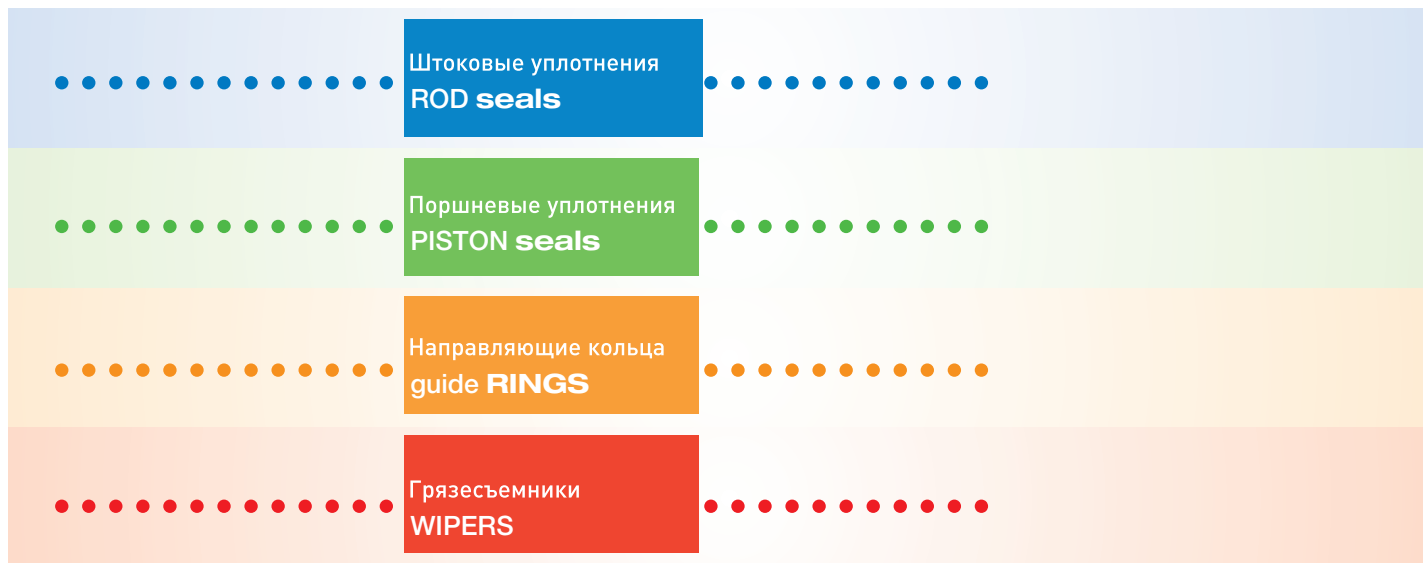 Штоковые уплотнения
ROD seals
Поршневые уплотнения
PISTON seals
Направляющие кольца
guide RINGS
Грязесъемники
WIPERS